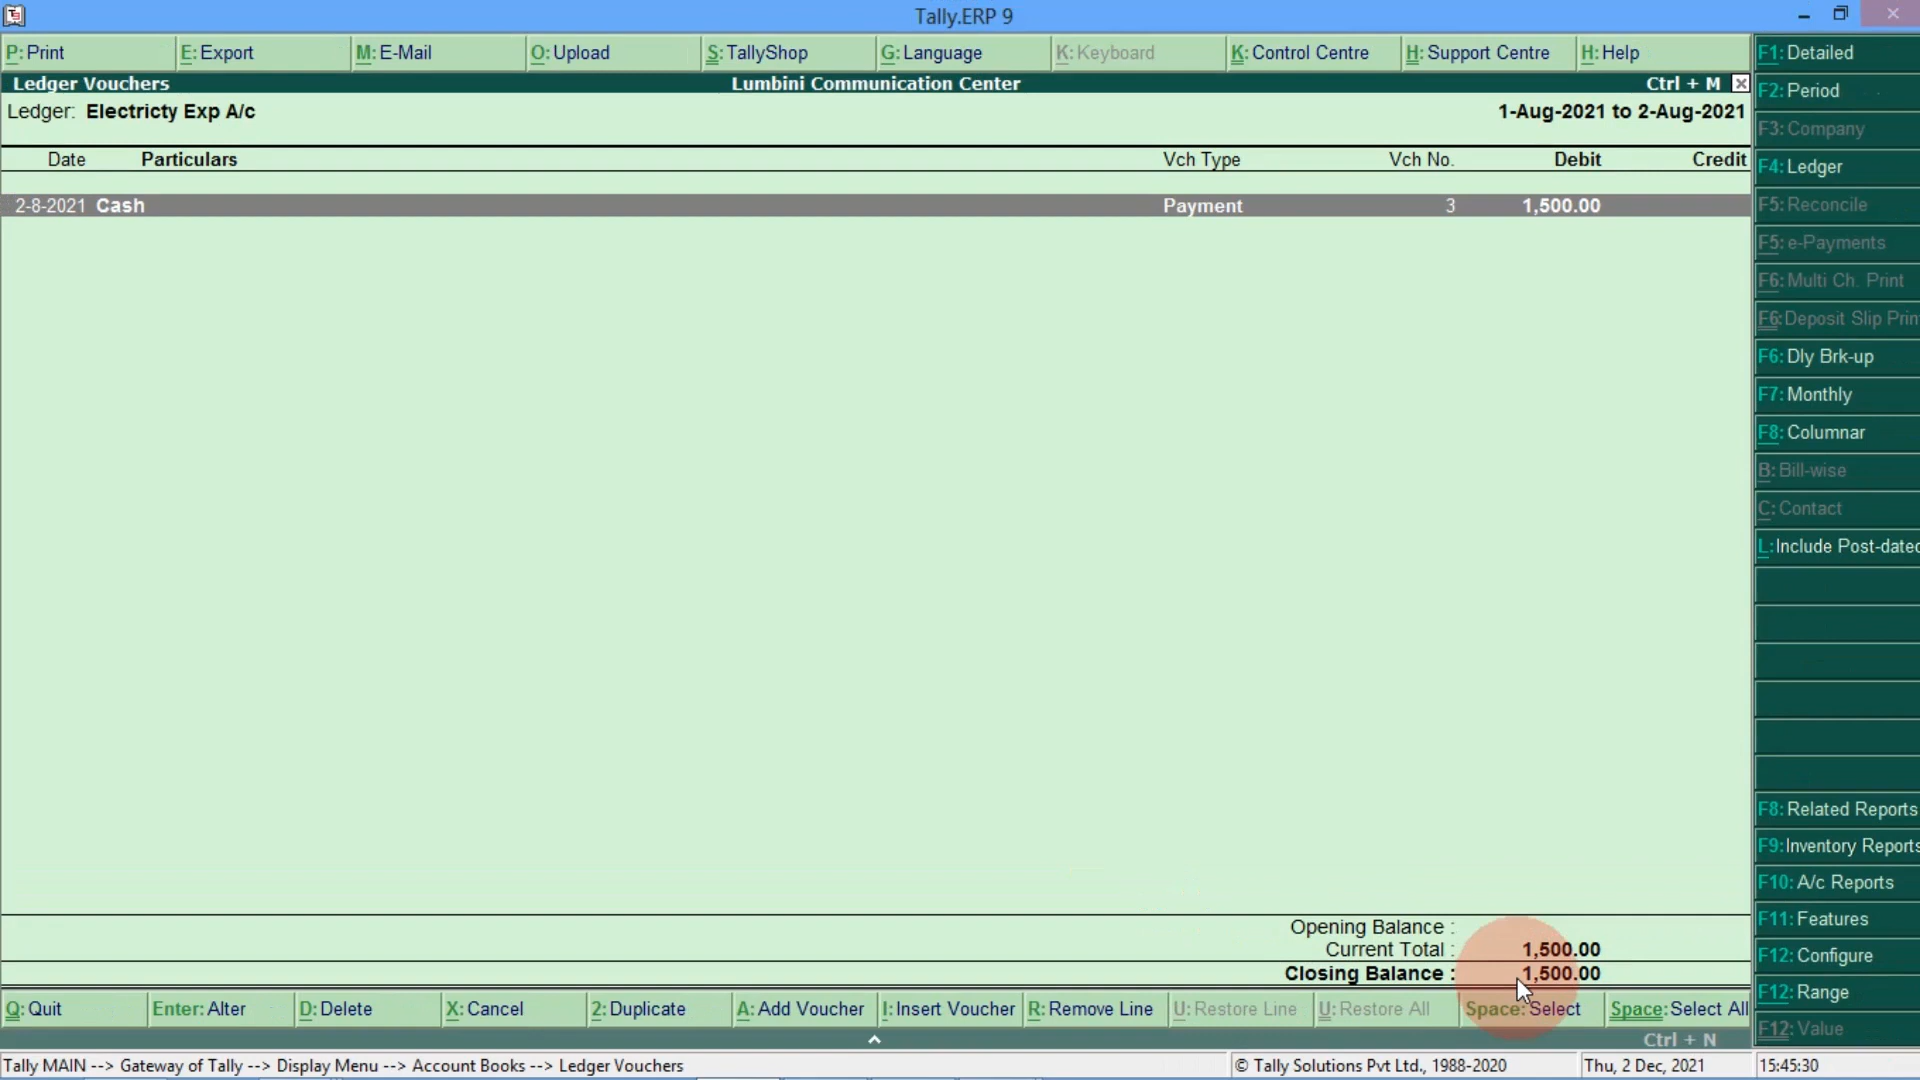 Tally.ERP 9
P: Print E: Export M: E-Mail O: Upload S: TallyShop G: Language K: Keyboard K: Control Centre H: Support Centre H: Help
Ledger Vouchers Lumbini Communication Center Ctrl + M
Ledger: Electricty Exp A/c 1-Aug-2021 to 2-Aug-2021
Date Particulars Vch Type Vch No. Debit Credit
2-8-2021 Cash Payment 3 1,500.00
Opening Balance :
Current Total : 1,500.00
Closing Balance : 1,500.00
Q: Quit Enter: Alter D: Delete X: Cancel 2: Duplicate A: Add Voucher I: Insert Voucher R: Remove Line U: Restore Line U: Restore All Space: Select Space: Select All
Ctrl + N
Tally MAIN --> Gateway of Tally --> Display Menu --> Account Books --> Ledger Vouchers © Tally Solutions Pvt Ltd., 1988-2020 Thu, 2 Dec, 2021 15:45:30
F1: Detailed
F2: Period
F3: Company
F4: Ledger
F5: Reconcile
F5: e-Payments
F6: Multi Ch. Print
F6: Deposit Slip Prin
F6: Dly Brk-up
F7: Monthly
F8: Columnar
B: Bill-wise
C: Contact
L: Include Post-dated
F8: Related Reports
F9: Inventory Reports
F10: A/c Reports
F11: Features
F12: Configure
F12: Range
F12: Value